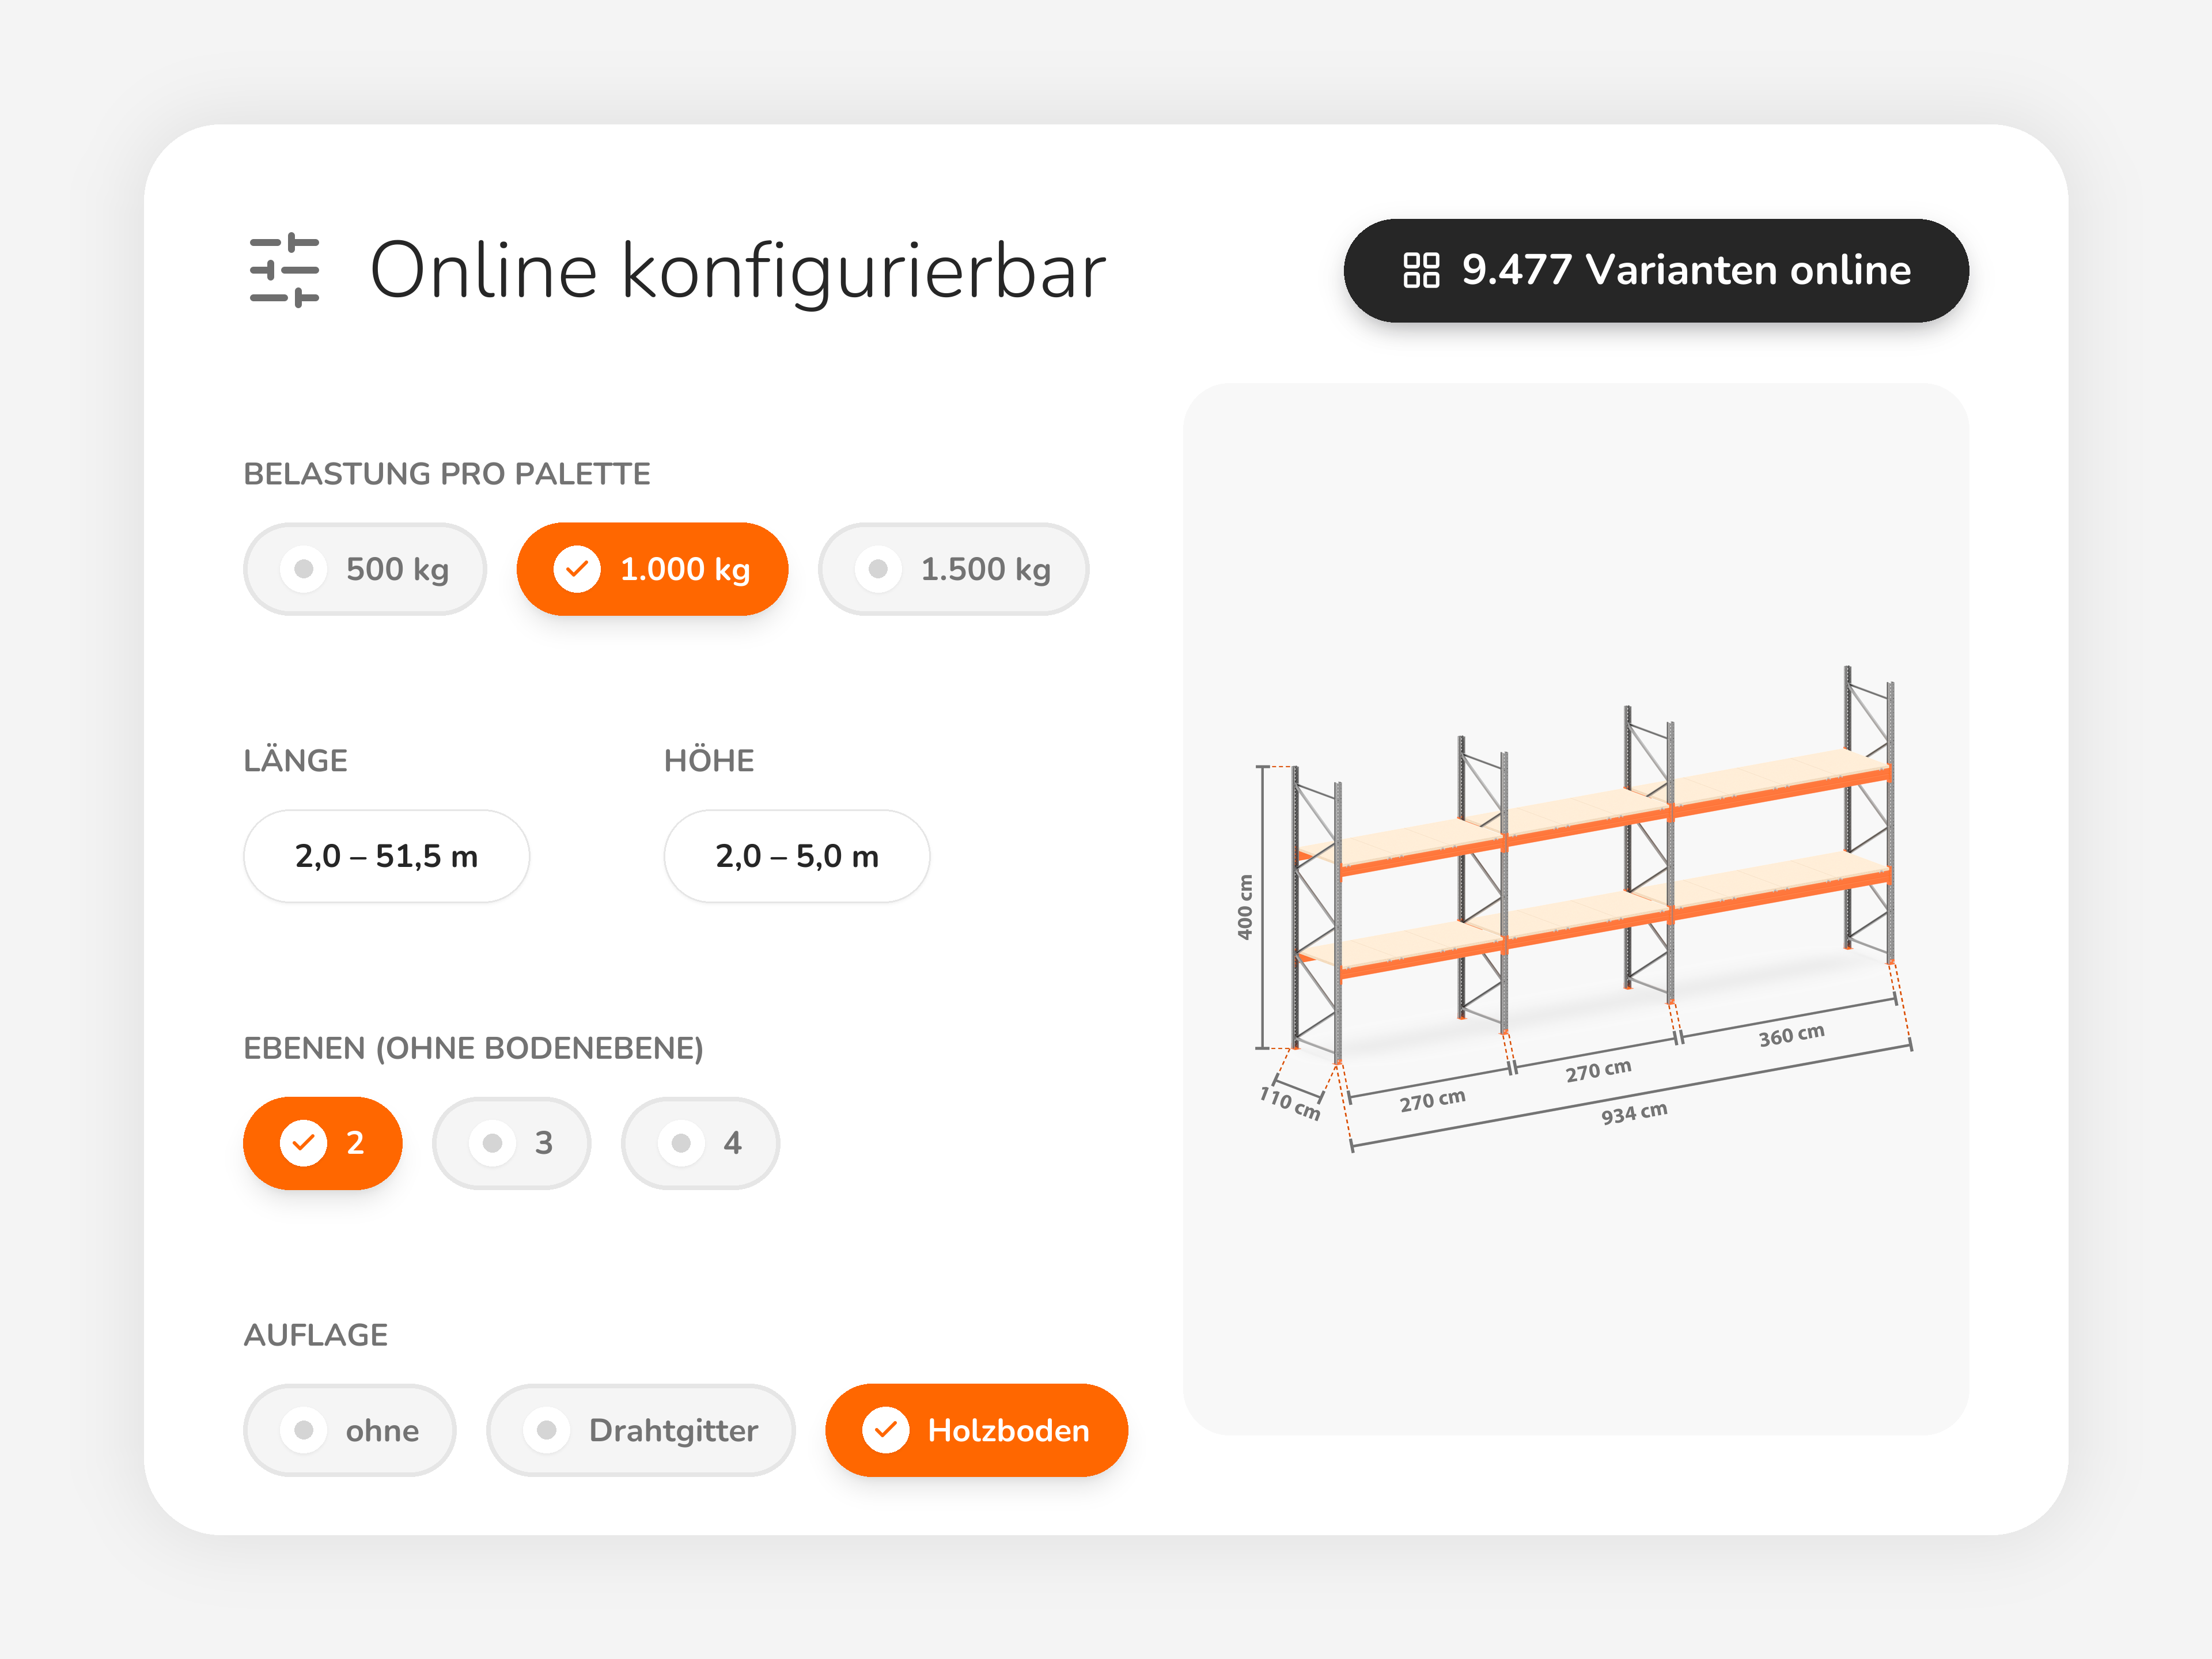 Online konfigurierbar
9.477 Varianten online
BELASTUNG PRO PALETTE
500 kg
1.000 kg
1.500 kg
LÄNGE
HÖHE
2,0 – 51,5 m
2,0 – 5,0 m
EBENEN (OHNE BODENEBENE)
2
3
4
AUFLAGE
ohne
Drahtgitter
Holzboden
400 cm
110 cm
270 cm
270 cm
360 cm
934 cm